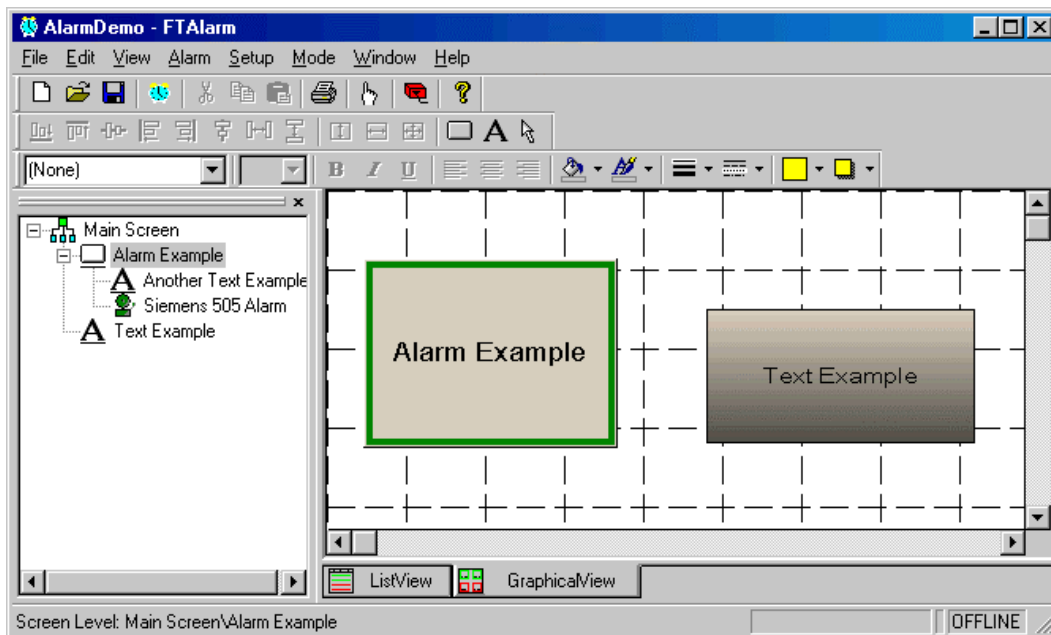 AlarmDemo - FTAlarm
File Edit View Alarm Setup Mode Window Help
A
(None) B I U
Main Screen
Alarm Example
A Another Text Example
Siemens 505 Alarm
A Text Example
Alarm Example
Text Example
ListView GraphicalView
Screen Level: Main Screen\Alarm Example OFFLINE